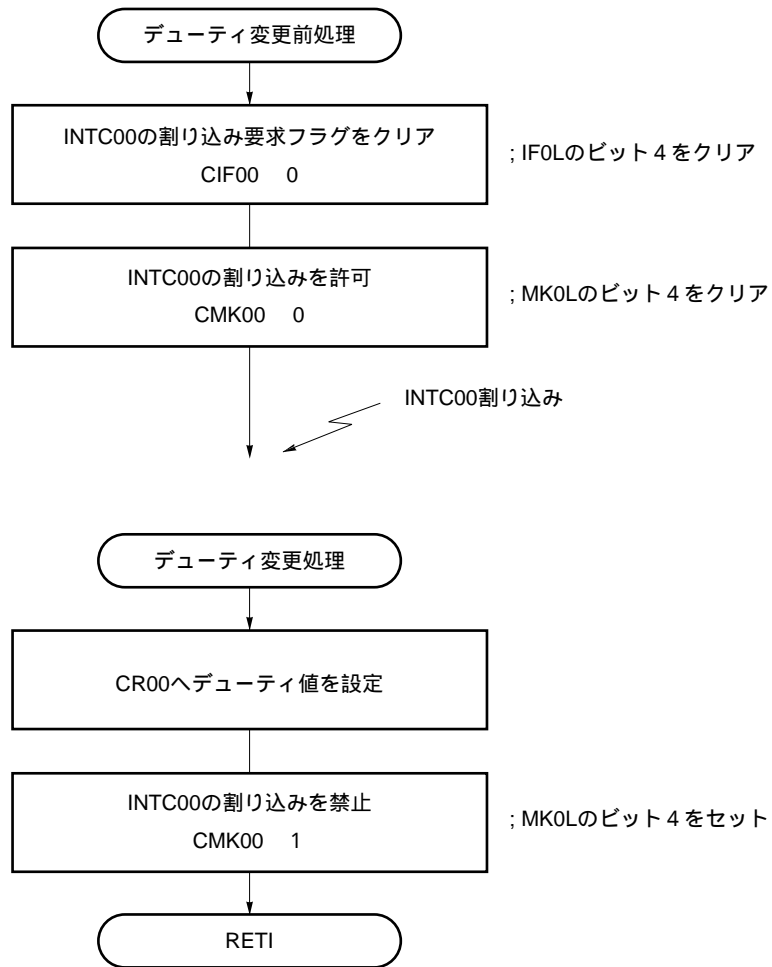 デューティ変更前処理
INTC00の割り込み要求フラグをクリア
CIF00 0
; IF0Lのビット４をクリア
INTC00の割り込みを許可
CMK00 0
; MK0Lのビット４をクリア
INTC00割り込み
デューティ変更処理
CR00へデューティ値を設定
INTC00の割り込みを禁止
CMK00 1
; MK0Lのビット４をセット
RETI